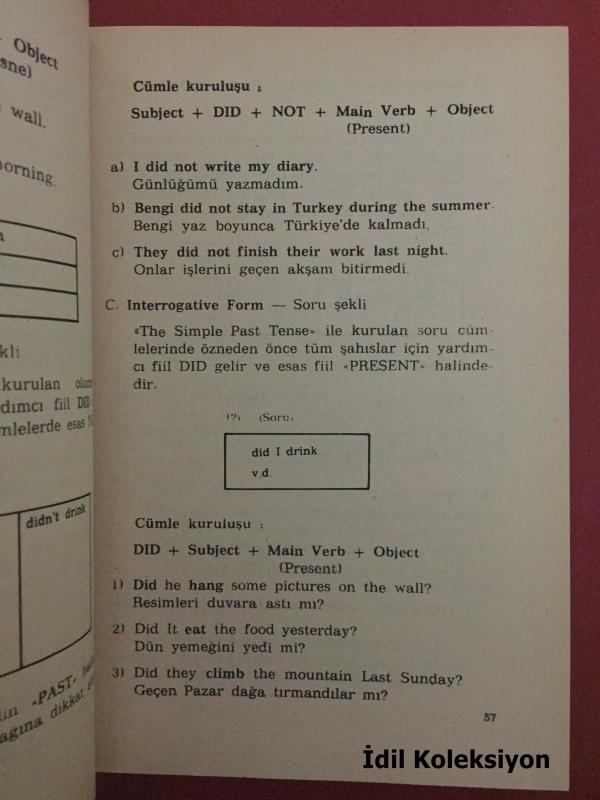 Object
sne)
wall.
morning.
kli
kurulan olum
dımcı fiil DID
mlelerde esas
didn't drink
«PAST»
ağına dikkat
Cümle kuruluşu :
Subject + DID + NOT + Main Verb + Object
(Present)
a) I did not write my diary.
Günlüğümü yazmadım.
b) Bengi did not stay in Turkey during the summer.
Bengi yaz boyunca Türkiye'de kalmadı.
c) They did not finish their work last night.
Onlar işlerini geçen akşam bitirmedi.
C. Interrogative Form — Soru şekli
«The Simple Past Tense» ile kurulan soru cüm-
lelerinde özneden önce tüm şahıslar için yardım-
cı fiil DID gelir ve esas fiil «PRESENT» halinde-
dir.
(?) (Soru)
did I drink
v.d.
Cümle kuruluşu :
DID + Subject + Main Verb + Object
(Present)
1) Did he hang some pictures on the wall?
Resimleri duvara astı mı?
2) Did It eat the food yesterday?
Dün yemeğini yedi mi?
3) Did they climb the mountain Last Sunday?
Geçen Pazar dağa tırmandılar mı?
57
İdil Koleksiyon